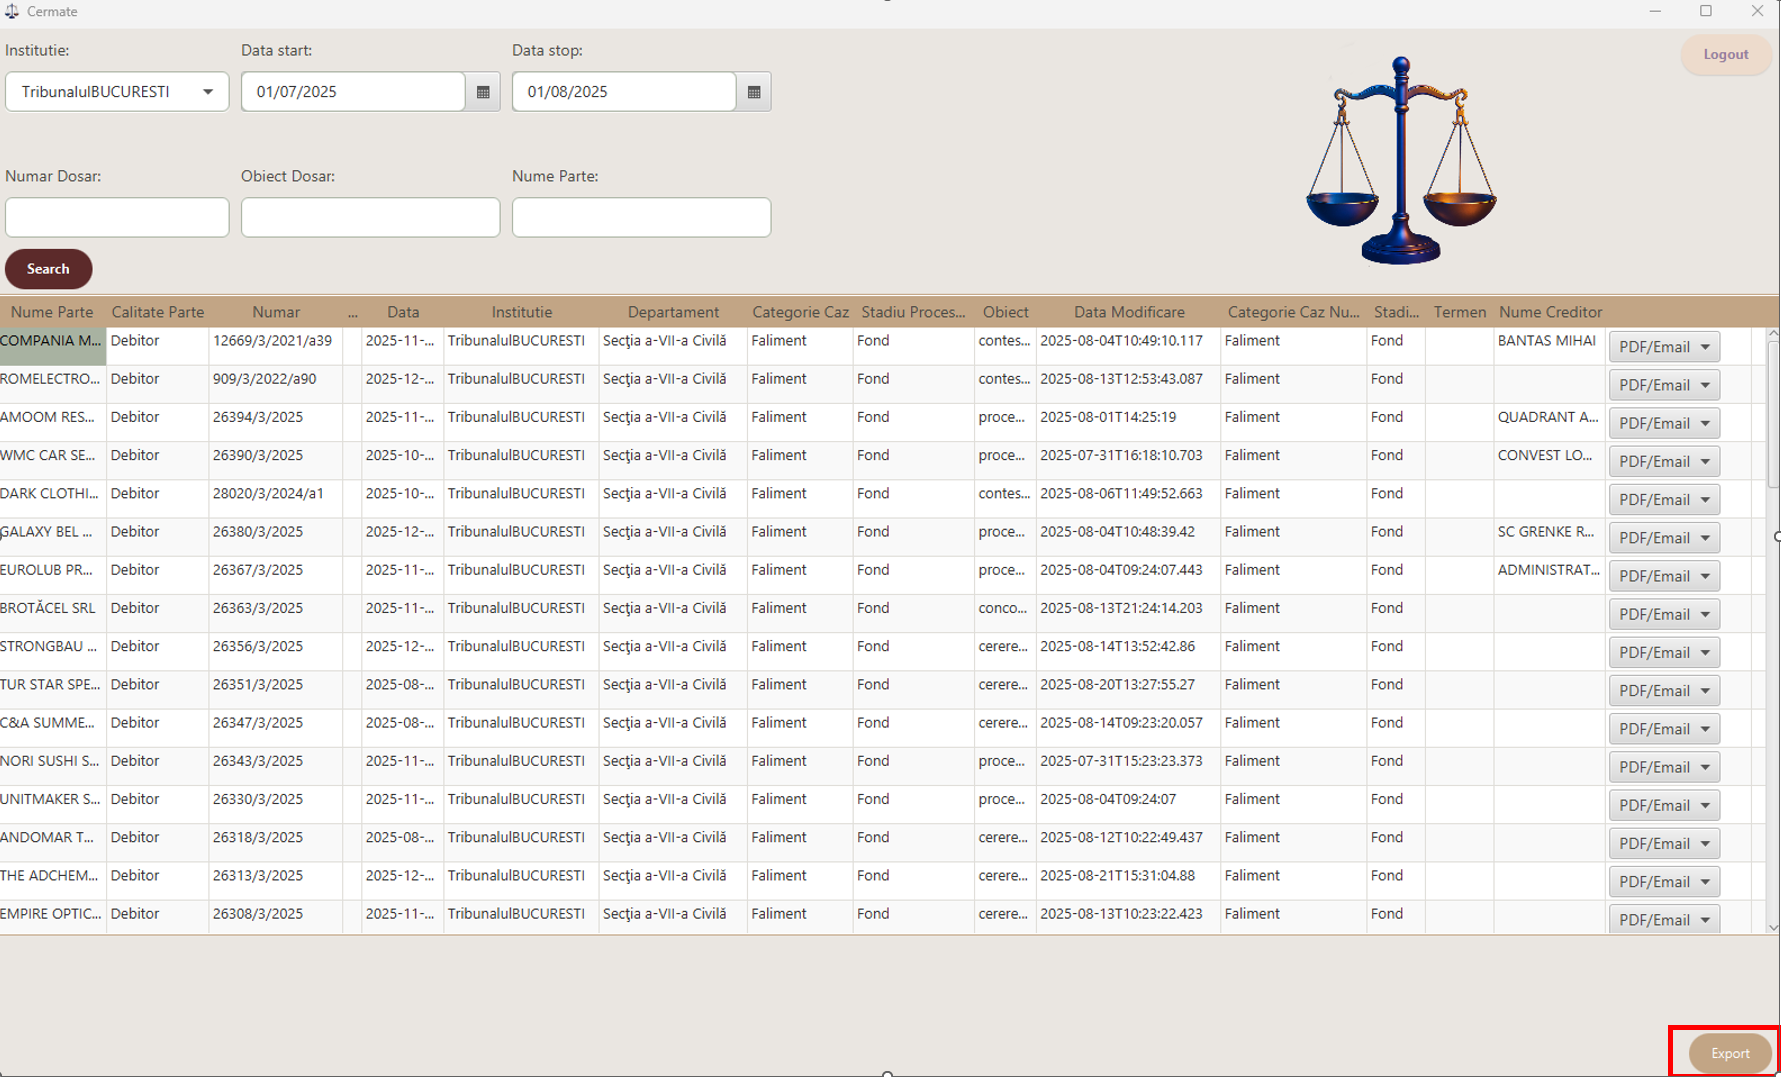 Cermate
Institutie: Data start: Data stop: Logout
TribunalulBUCURESTI 01/07/2025 01/08/2025
Numar Dosar: Obiect Dosar: Nume Parte:
Search
Nume Parte Calitate Parte Numar ... Data Institutie Departament Categorie Caz Stadiu Proces... Obiect Data Modificare Categorie Caz Nu... Stadi... Termen Nume Creditor
COMPANIA M... Debitor 12669/3/2021/a39 2025-11-... TribunalulBUCURESTI Secţia a-VII-a Civilă Faliment Fond contes... 2025-08-04T10:49:10.117 Faliment Fond BANTAS MIHAI PDF/Email
ROMELECTRO... Debitor 909/3/2022/a90 2025-12-... TribunalulBUCURESTI Secţia a-VII-a Civilă Faliment Fond contes... 2025-08-13T12:53:43.087 Faliment Fond PDF/Email
AMOOM RES... Debitor 26394/3/2025 2025-11-... TribunalulBUCURESTI Secţia a-VII-a Civilă Faliment Fond proce... 2025-08-01T14:25:19 Faliment Fond QUADRANT A... PDF/Email
WMC CAR SE... Debitor 26390/3/2025 2025-10-... TribunalulBUCURESTI Secţia a-VII-a Civilă Faliment Fond proce... 2025-07-31T16:18:10.703 Faliment Fond CONVEST LO... PDF/Email
DARK CLOTHI... Debitor 28020/3/2024/a1 2025-10-... TribunalulBUCURESTI Secţia a-VII-a Civilă Faliment Fond contes... 2025-08-06T11:49:52.663 Faliment Fond PDF/Email
GALAXY BEL ... Debitor 26380/3/2025 2025-12-... TribunalulBUCURESTI Secţia a-VII-a Civilă Faliment Fond proce... 2025-08-04T10:48:39.42 Faliment Fond SC GRENKE R... PDF/Email
EUROLUB PR... Debitor 26367/3/2025 2025-11-... TribunalulBUCURESTI Secţia a-VII-a Civilă Faliment Fond proce... 2025-08-04T09:24:07.443 Faliment Fond ADMINISTRAT... PDF/Email
BROTĂCEL SRL Debitor 26363/3/2025 2025-11-... TribunalulBUCURESTI Secţia a-VII-a Civilă Faliment Fond conco... 2025-08-13T21:24:14.203 Faliment Fond PDF/Email
STRONGBAU ... Debitor 26356/3/2025 2025-12-... TribunalulBUCURESTI Secţia a-VII-a Civilă Faliment Fond cerere... 2025-08-14T13:52:42.86 Faliment Fond PDF/Email
TUR STAR SPE... Debitor 26351/3/2025 2025-08-... TribunalulBUCURESTI Secţia a-VII-a Civilă Faliment Fond cerere... 2025-08-20T13:27:55.27 Faliment Fond PDF/Email
C&A SUMME... Debitor 26347/3/2025 2025-08-... TribunalulBUCURESTI Secţia a-VII-a Civilă Faliment Fond cerere... 2025-08-14T09:23:20.057 Faliment Fond PDF/Email
NORI SUSHI S... Debitor 26343/3/2025 2025-11-... TribunalulBUCURESTI Secţia a-VII-a Civilă Faliment Fond proce... 2025-07-31T15:23:23.373 Faliment Fond PDF/Email
UNITMAKER S... Debitor 26330/3/2025 2025-11-... TribunalulBUCURESTI Secţia a-VII-a Civilă Faliment Fond proce... 2025-08-04T09:24:07 Faliment Fond PDF/Email
ANDOMAR T... Debitor 26318/3/2025 2025-08-... TribunalulBUCURESTI Secţia a-VII-a Civilă Faliment Fond cerere... 2025-08-12T10:22:49.437 Faliment Fond PDF/Email
THE ADCHEM... Debitor 26313/3/2025 2025-12-... TribunalulBUCURESTI Secţia a-VII-a Civilă Faliment Fond cerere... 2025-08-21T15:31:04.88 Faliment Fond PDF/Email
EMPIRE OPTIC... Debitor 26308/3/2025 2025-11-... TribunalulBUCURESTI Secţia a-VII-a Civilă Faliment Fond cerere... 2025-08-13T10:23:22.423 Faliment Fond PDF/Email
Export